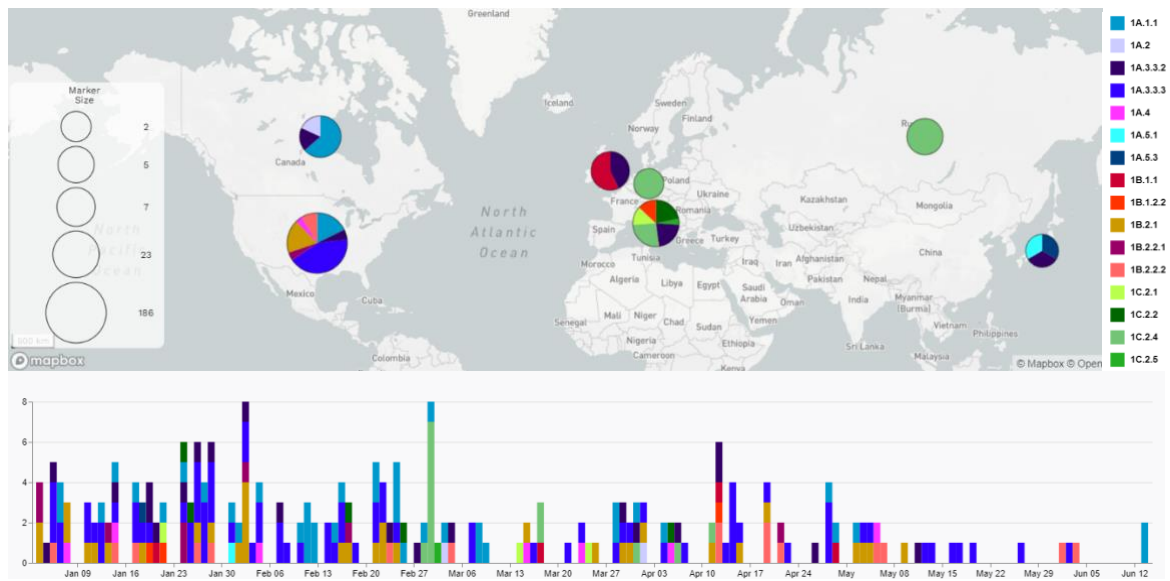 Greenland
Iceland
Sweden
Finland
Norway
Canada
Poland
Ukraine
France
Romania
Kazakhstan
Mongolia
Uzbekistan
Spain
Greece
Turkey
North
Atlantic
Ocean
Tunisia
Morocco
Iraq
Iran
Afghanistan
China
Algeria
Libya
Egypt
Saudi
Arabia
Pakistan
Nepal
Mexico
Cuba
Oman
India
Myanmar
(Burma)
Mali
Niger
Chad
Sudan
Yemen
Senegal
Philippines
Nigeria
Ethiopia
Vietnam
Cameroon
Sri Lanka
Malaysia
Colombia
Kenya
Marker
Size
2
5
7
23
186
North
Ocean
mapbox
© Mapbox © Open
1A.1.1
1A.2
1A.3.3.2
1A.3.3.3
1A.4
1A.5.1
1A.5.3
1B.1.1
1B.1.2.2
1B.2.1
1B.2.2.1
1B.2.2.2
1C.2.1
1C.2.2
1C.2.4
1C.2.5
8
6
4
2
0
Jan 09 Jan 16 Jan 23 Jan 30 Feb 06 Feb 13 Feb 20 Feb 27 Mar 06 Mar 13 Mar 20 Mar 27 Apr 03 Apr 10 Apr 17 Apr 24 May May 08 May 15 May 22 May 29 Jun 05 Jun 12